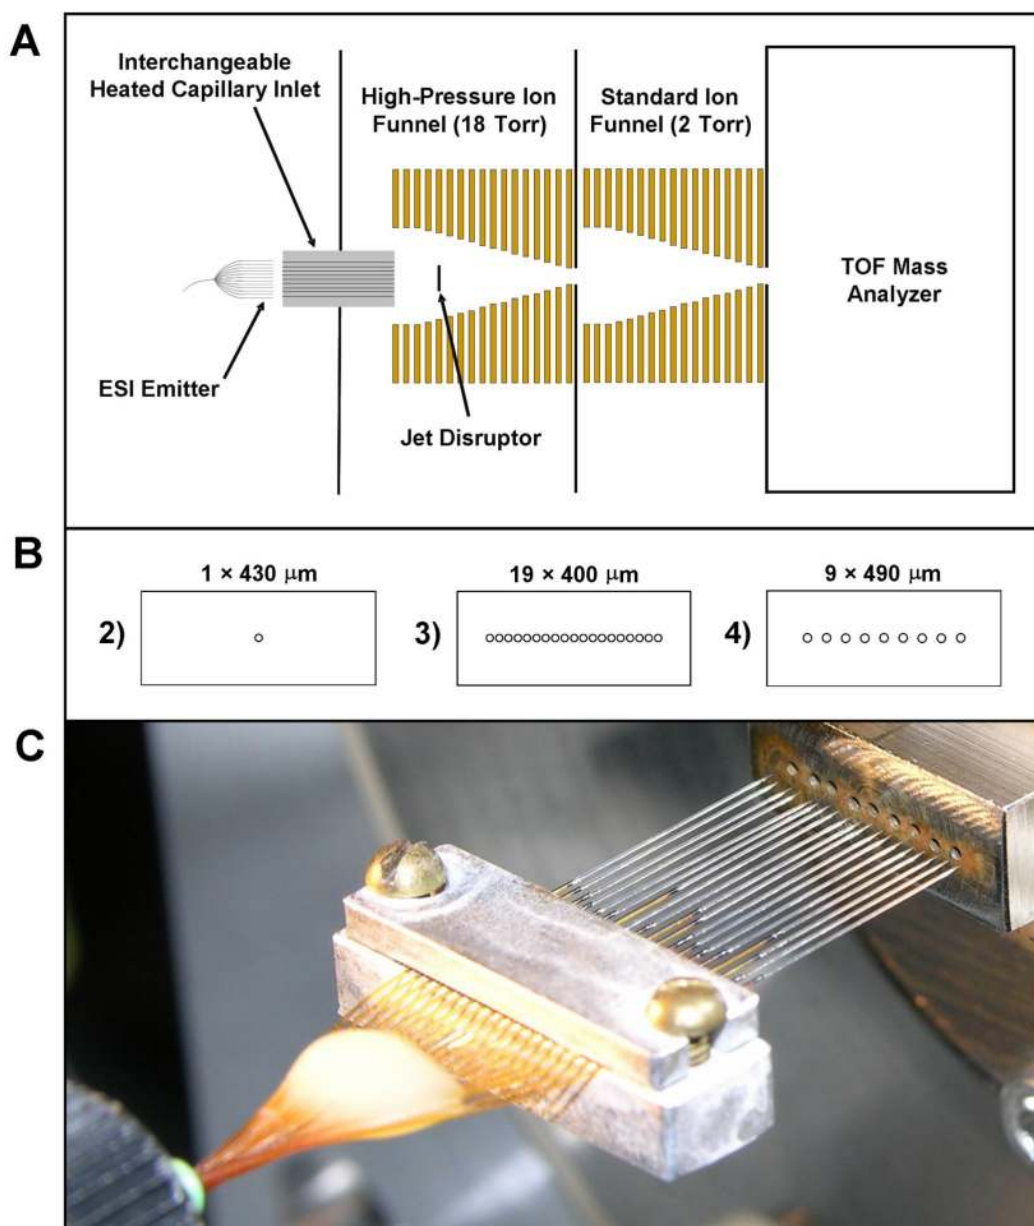 A
Interchangeable
Heated Capillary Inlet
High-Pressure Ion
Funnel (18 Torr)
Standard Ion
Funnel (2 Torr)
TOF Mass
Analyzer
ESI Emitter
Jet Disruptor
B
1 × 430 μm
19 × 400 μm
9 × 490 μm
2)
3)
4)
C